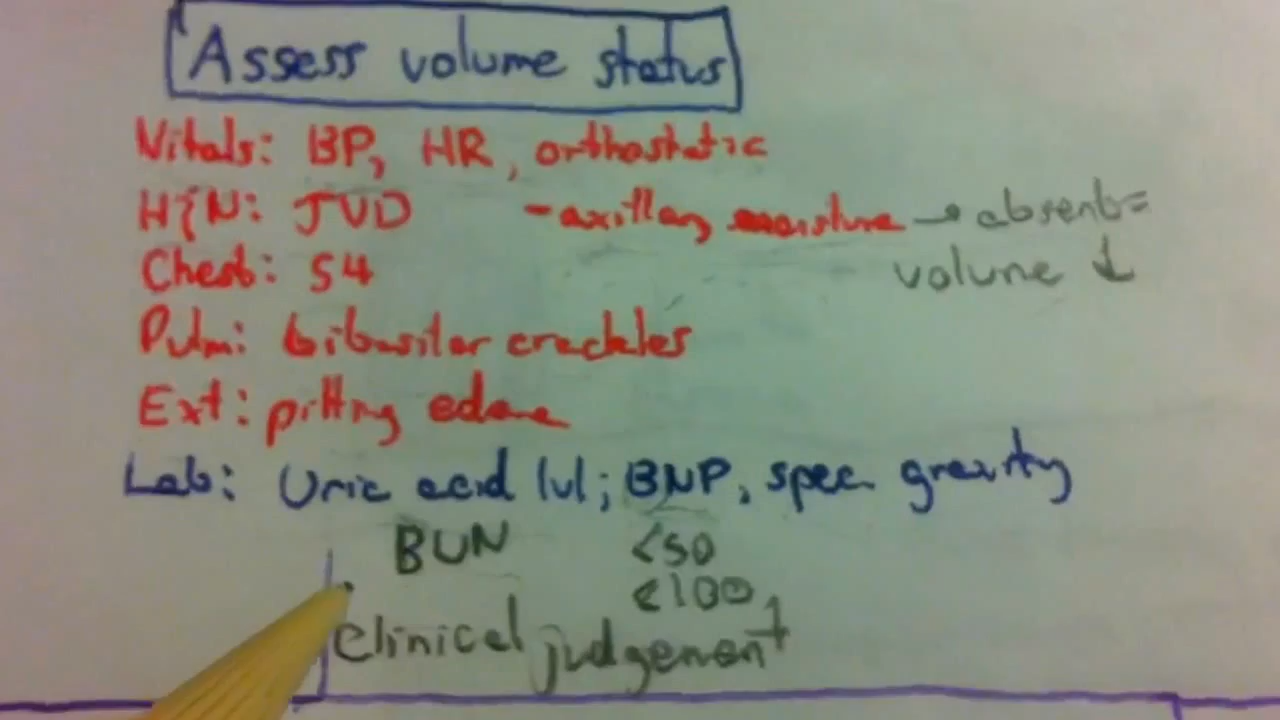 Assess volume status
Vitals: BP, HR, orthostatic
H&N: JVD - axillary moisture → absent =
volume ↓
Chest: S4
Pulm: bibasilar crackles
Ext: pitting edema
Lab: Uric acid lvl; BNP, spec gravity
BUN <50
<100
Clinical judgement